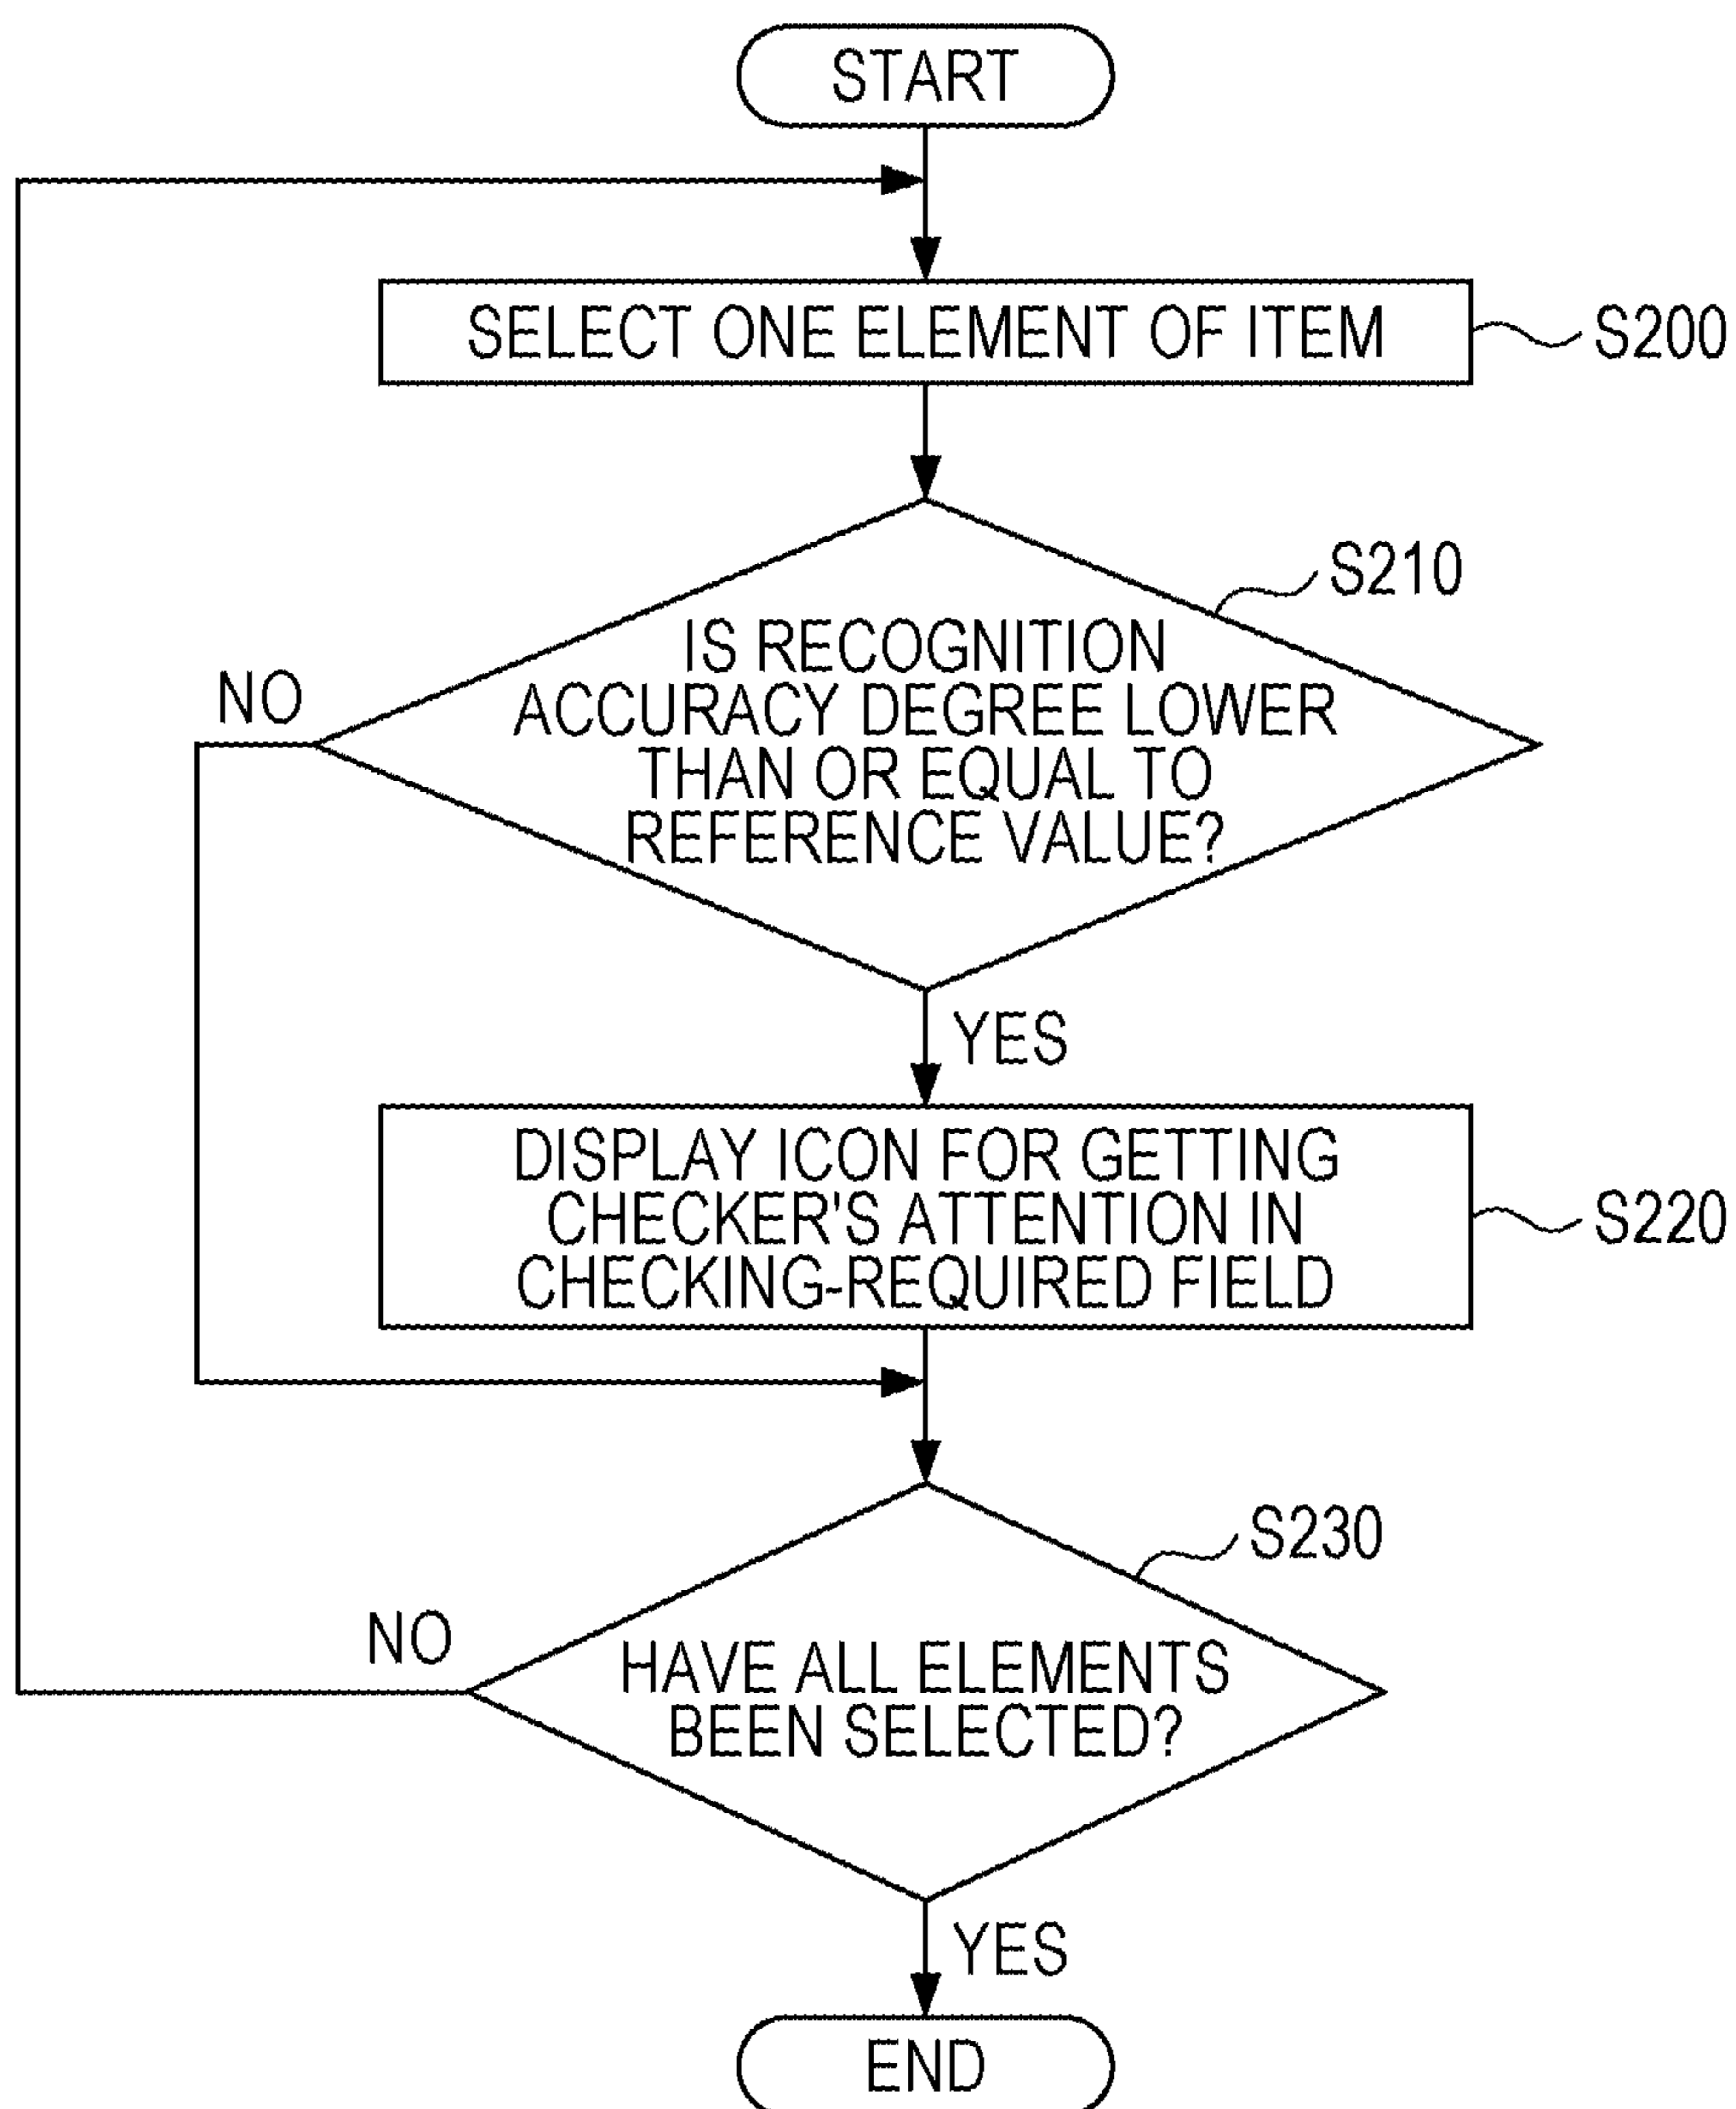 START
SELECT ONE ELEMENT OF ITEM
S200
S210
IS RECOGNITION
ACCURACY DEGREE LOWER
THAN OR EQUAL TO
REFERENCE VALUE?
NO
YES
DISPLAY ICON FOR GETTING
CHECKER'S ATTENTION IN
CHECKING-REQUIRED FIELD
S220
S230
HAVE ALL ELEMENTS
BEEN SELECTED?
NO
YES
END